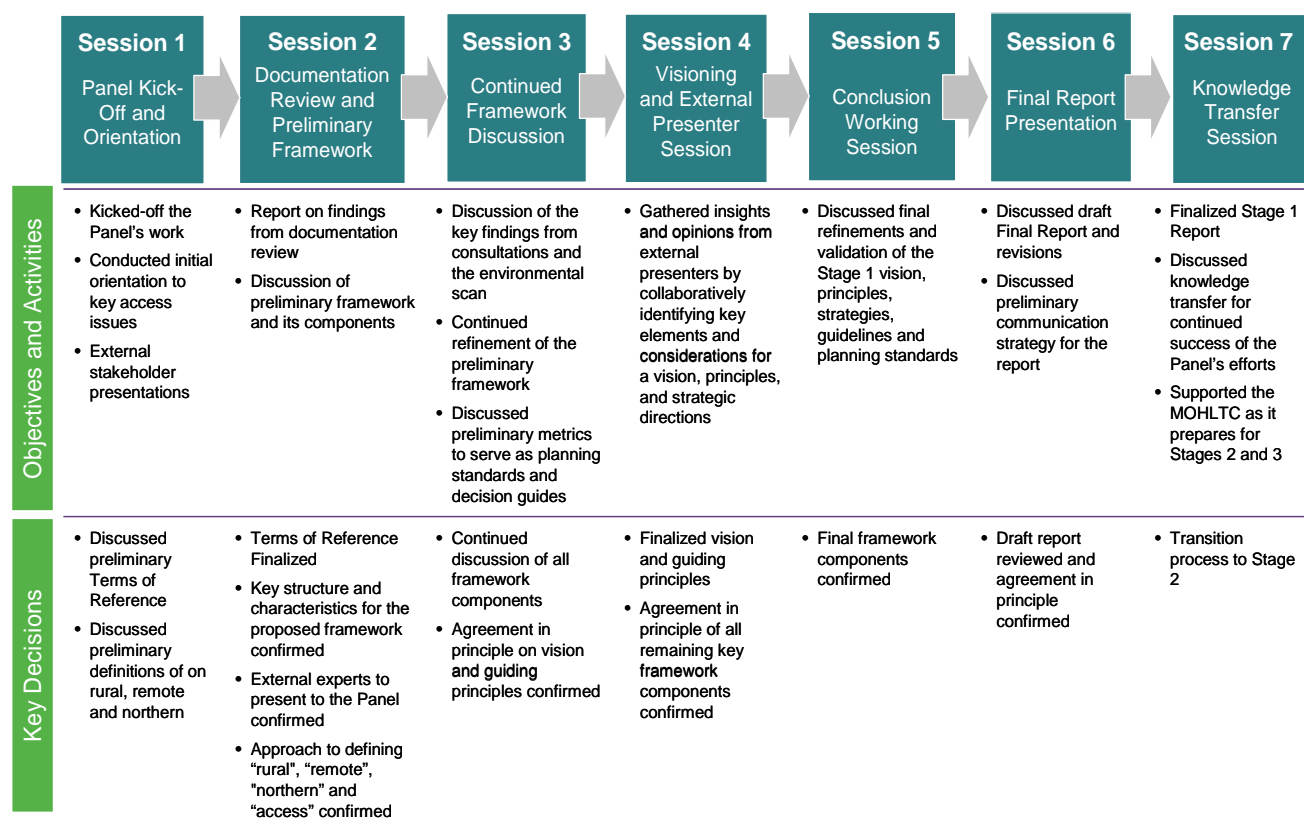 Session 1
Panel Kick-
Off and
Orientation
Session 2
Documentation
Review and
Preliminary
Framework
Session 3
Continued
Framework
Discussion
Session 4
Visioning
and External
Presenter
Session
Session 5
Conclusion
Working
Session
Session 6
Final Report
Presentation
Session 7
Knowledge
Transfer
Session
Objectives and Activities
• Kicked-off the
Panel's work
• Conducted initial
orientation to
key access
issues
• External
stakeholder
presentations
• Report on findings
from documentation
review
• Discussion of
preliminary framework
and its components
• Discussion of the
key findings from
consultations and
the environmental
scan
• Continued
refinement of the
preliminary
framework
• Discussed
preliminary metrics
to serve as planning
standards and
decision guides
• Gathered insights
and opinions from
external
presenters by
collaboratively
identifying key
elements and
considerations for
a vision, principles,
and strategic
directions
• Discussed final
refinements and
validation of the
Stage 1 vision,
principles,
strategies,
guidelines and
planning standards
• Discussed draft
Final Report and
revisions
• Discussed
preliminary
communication
strategy for the
report
• Finalized Stage 1
Report
• Discussed
knowledge
transfer for
continued
success of the
Panel's efforts
• Supported the
MOHLTC as it
prepares for
Stages 2 and 3
Key Decisions
• Discussed
preliminary
Terms of
Reference
• Discussed
preliminary
definitions of on
rural, remote
and northern
• Terms of Reference
Finalized
• Key structure and
characteristics for the
proposed framework
confirmed
• External experts to
present to the Panel
confirmed
• Approach to defining
“rural", “remote”,
"northern” and
“access” confirmed
• Continued
discussion of all
framework
components
• Agreement in
principle on vision
and guiding
principles confirmed
• Finalized vision
and guiding
principles
• Agreement in
principle of all
remaining key
framework
components
confirmed
• Final framework
components
confirmed
• Draft report
reviewed and
agreement in
principle
confirmed
• Transition
process to Stage
2